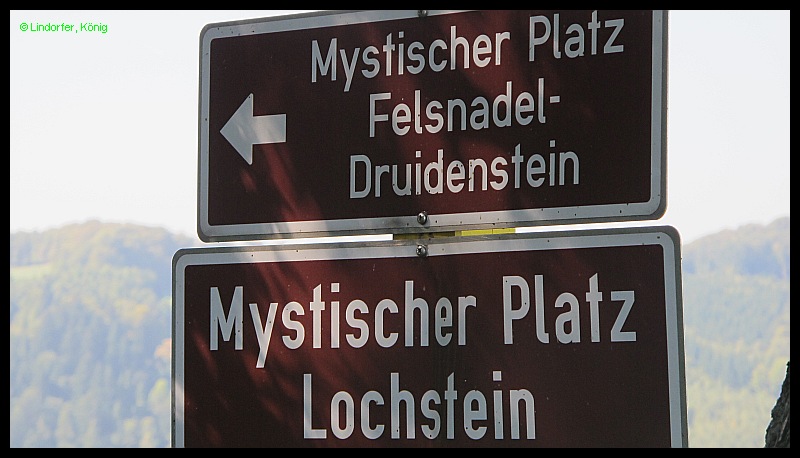 © Lindorfer, König
Mystischer Platz
Felsnadel-
Druidenstein
Mystischer Platz
Lochstein